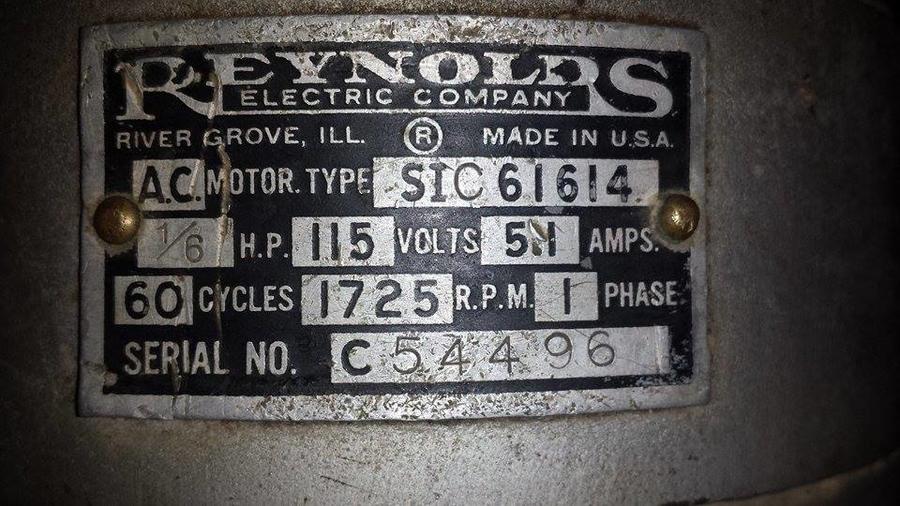 REYNOLDS
ELECTRIC COMPANY
RIVER GROVE, ILL. ® MADE IN U.S.A.
A.C. MOTOR. TYPE SIC 61614
1/6 H.P. 115 VOLTS 5.1 AMPS.
60 CYCLES 1725 R.P.M. 1 PHASE
SERIAL NO. C54496